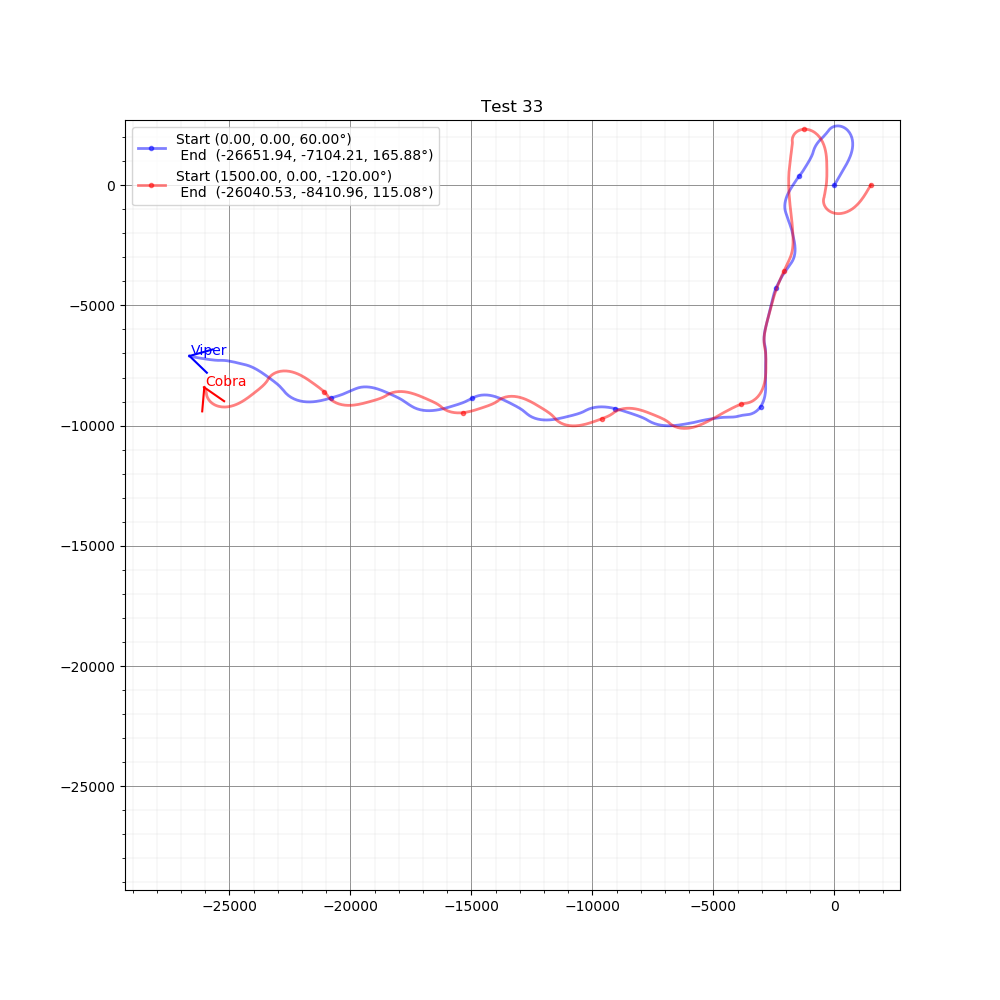 Test 33
Start (0.00, 0.00, 60.00°)
End (-26651.94, -7104.21, 165.88°)
Start (1500.00, 0.00, -120.00°)
End (-26040.53, -8410.96, 115.08°)
0
−5000
Viper
Cobra
−10000
−15000
−20000
−25000
−25000 −20000 −15000 −10000 −5000 0